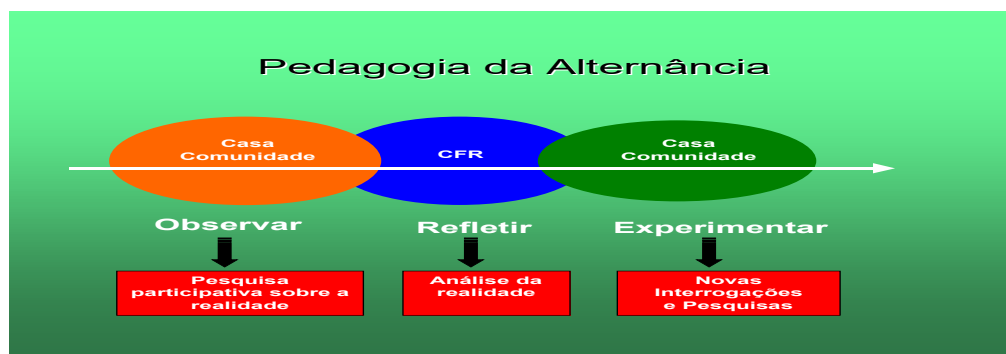 Pedagogia da Alternância
Casa
Comunidade
CFR
Casa
Comunidade
Observar
Refletir
Experimentar
Pesquisa
participativa sobre a
realidade
Análise da
realidade
Novas
Interrogações
e Pesquisas